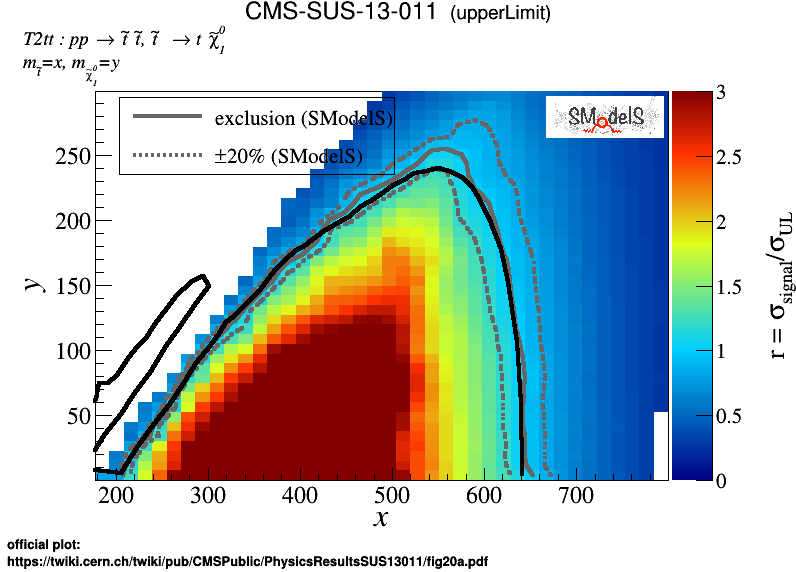 CMS-SUS-13-011 (upperLimit)
T2tt : pp → t̃ t̃, t̃ → t χ̃⁰₁
m_t̃=x, m_χ̃⁰₁=y
exclusion (SModelS)
±20% (SModelS)
SModelS
250
200
150
100
50
y
200 300 400 500 600 700
x
3
2.5
2
1.5
1
0.5
0
r = σ_signal/σ_UL
official plot:
https://twiki.cern.ch/twiki/pub/CMSPublic/PhysicsResultsSUS13011/fig20a.pdf